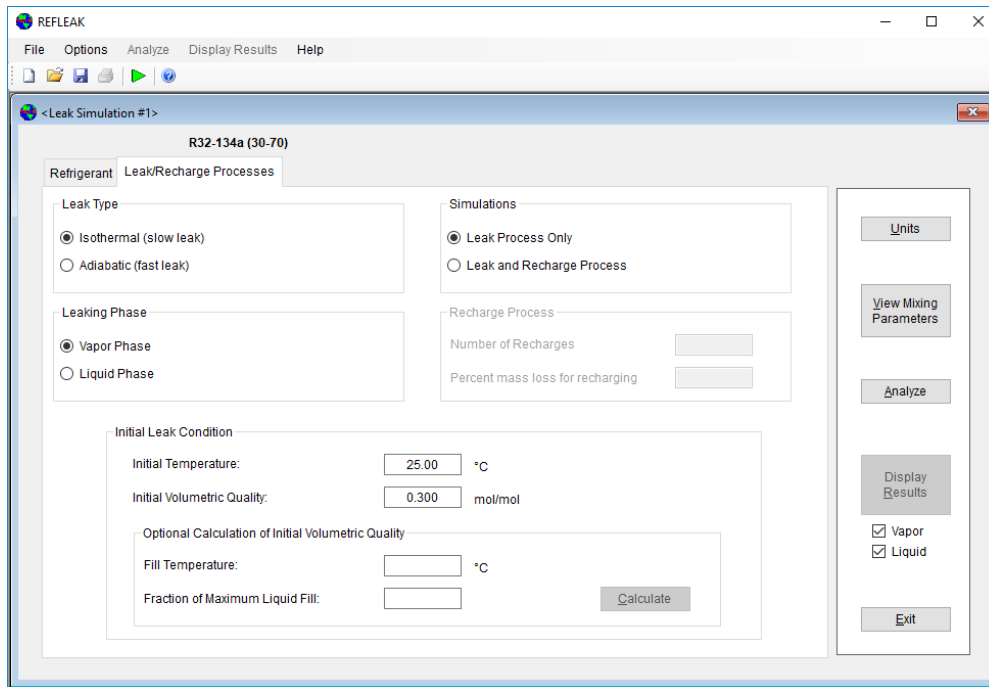 REFLEAK
File Options Analyze Display Results Help
<Leak Simulation #1>
R32-134a (30-70)
Refrigerant Leak/Recharge Processes
Leak Type
Isothermal (slow leak)
Adiabatic (fast leak)
Simulations
Leak Process Only
Leak and Recharge Process
Leaking Phase
Vapor Phase
Liquid Phase
Recharge Process
Number of Recharges
Percent mass loss for recharging
Initial Leak Condition
Initial Temperature: 25.00 °C
Initial Volumetric Quality: 0.300 mol/mol
Optional Calculation of Initial Volumetric Quality
Fill Temperature: °C
Fraction of Maximum Liquid Fill: Calculate
Units
View Mixing
Parameters
Analyze
Display
Results
Vapor
Liquid
Exit